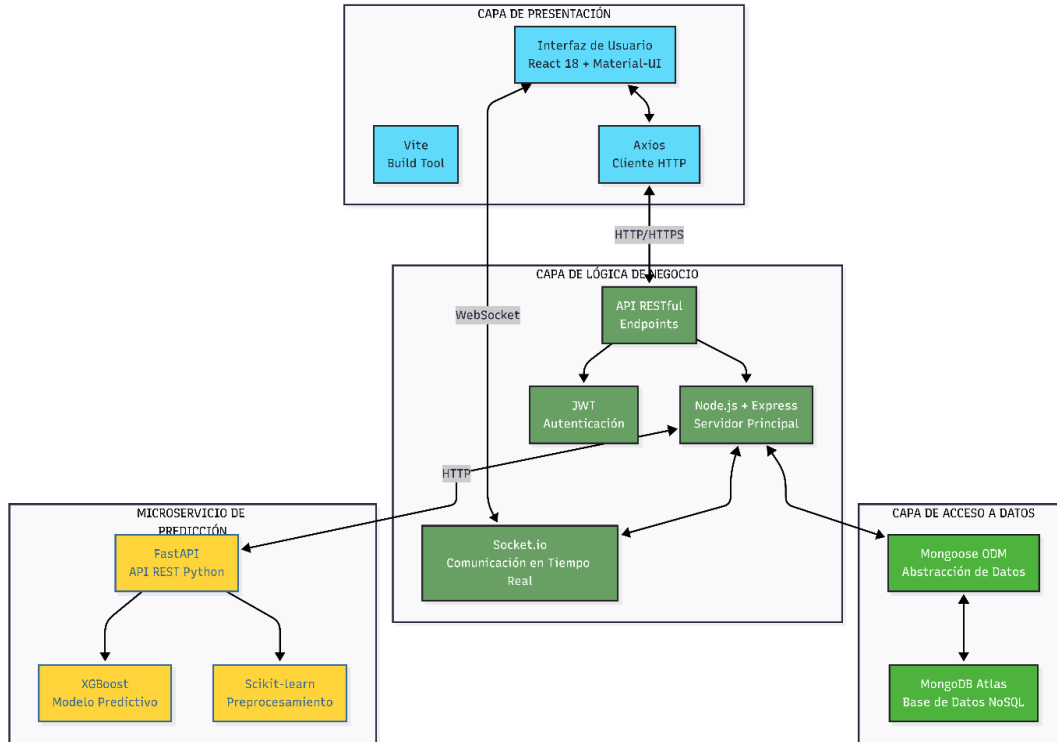 CAPA DE PRESENTACIÓN
Interfaz de Usuario
React 18 + Material-UI
Vite
Build Tool
Axios
Cliente HTTP
HTTP/HTTPS
CAPA DE LÓGICA DE NEGOCIO
API RESTful
Endpoints
WebSocket
JWT
Autenticación
Node.js + Express
Servidor Principal
HTTP
MICROSERVICIO DE
PREDICCIÓN
FastAPI
API REST Python
Socket.io
Comunicación en Tiempo
Real
CAPA DE ACCESO A DATOS
Mongoose ODM
Abstracción de Datos
XGBoost
Modelo Predictivo
Scikit-learn
Preprocesamiento
MongoDB Atlas
Base de Datos NoSQL